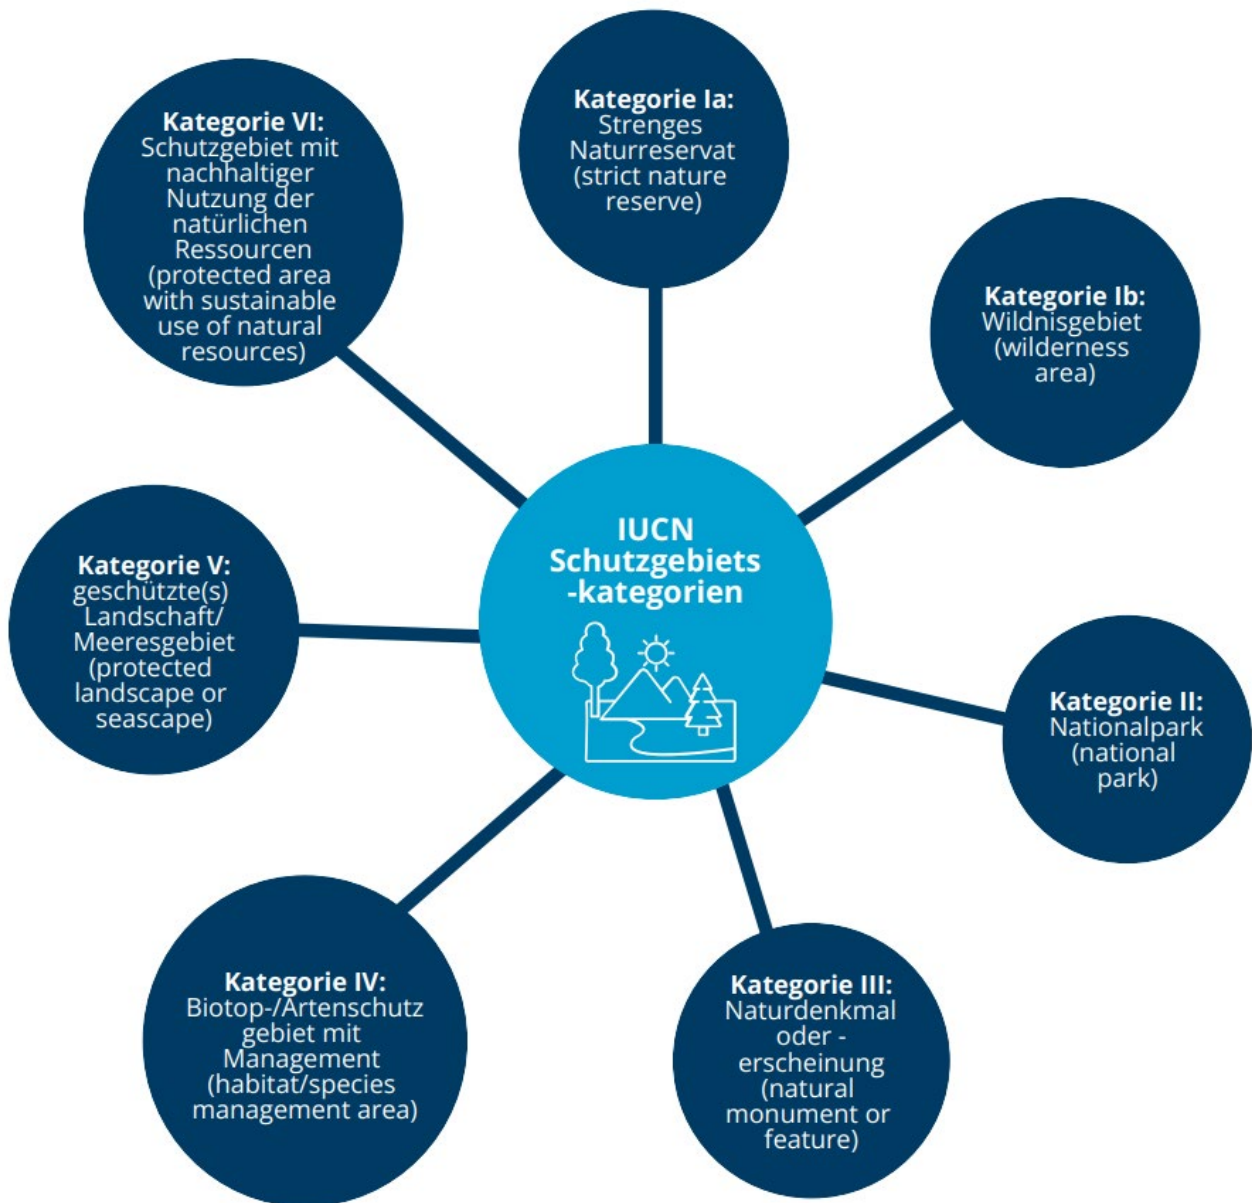 IUCN
Schutzgebiets
-kategorien
Kategorie Ia:
Strenges
Naturreservat
(strict nature
reserve)
Kategorie Ib:
Wildnisgebiet
(wilderness
area)
Kategorie II:
Nationalpark
(national
park)
Kategorie III:
Naturdenkmal
oder -
erscheinung
(natural
monument or
feature)
Kategorie IV:
Biotop-/Artenschutz
gebiet mit
Management
(habitat/species
management area)
Kategorie V:
geschützte(s)
Landschaft/
Meeresgebiet
(protected
landscape or
seascape)
Kategorie VI:
Schutzgebiet mit
nachhaltiger
Nutzung der
natürlichen
Ressourcen
(protected area
with sustainable
use of natural
resources)